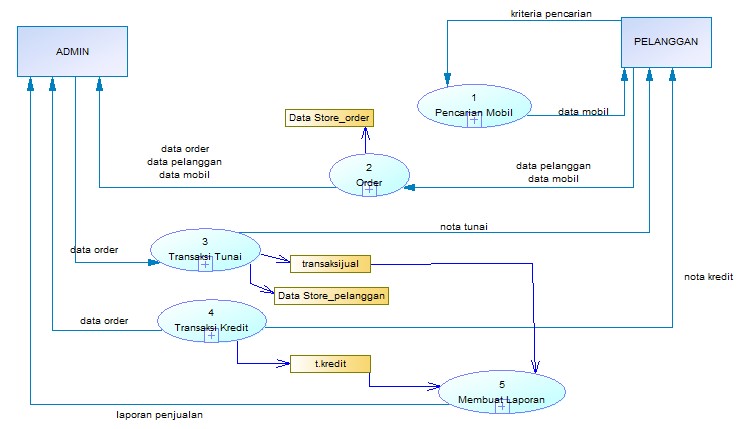 kriteria pencarian
ADMIN
PELANGGAN
1
Pencarian Mobil
data mobil
Data Store_order
data order
data pelanggan
data mobil
2
Order
data pelanggan
data mobil
nota tunai
3
Transaksi Tunai
data order
transaksijual
nota kredit
Data Store_pelanggan
4
Transaksi Kredit
data order
t.kredit
5
Membuat Laporan
laporan penjualan